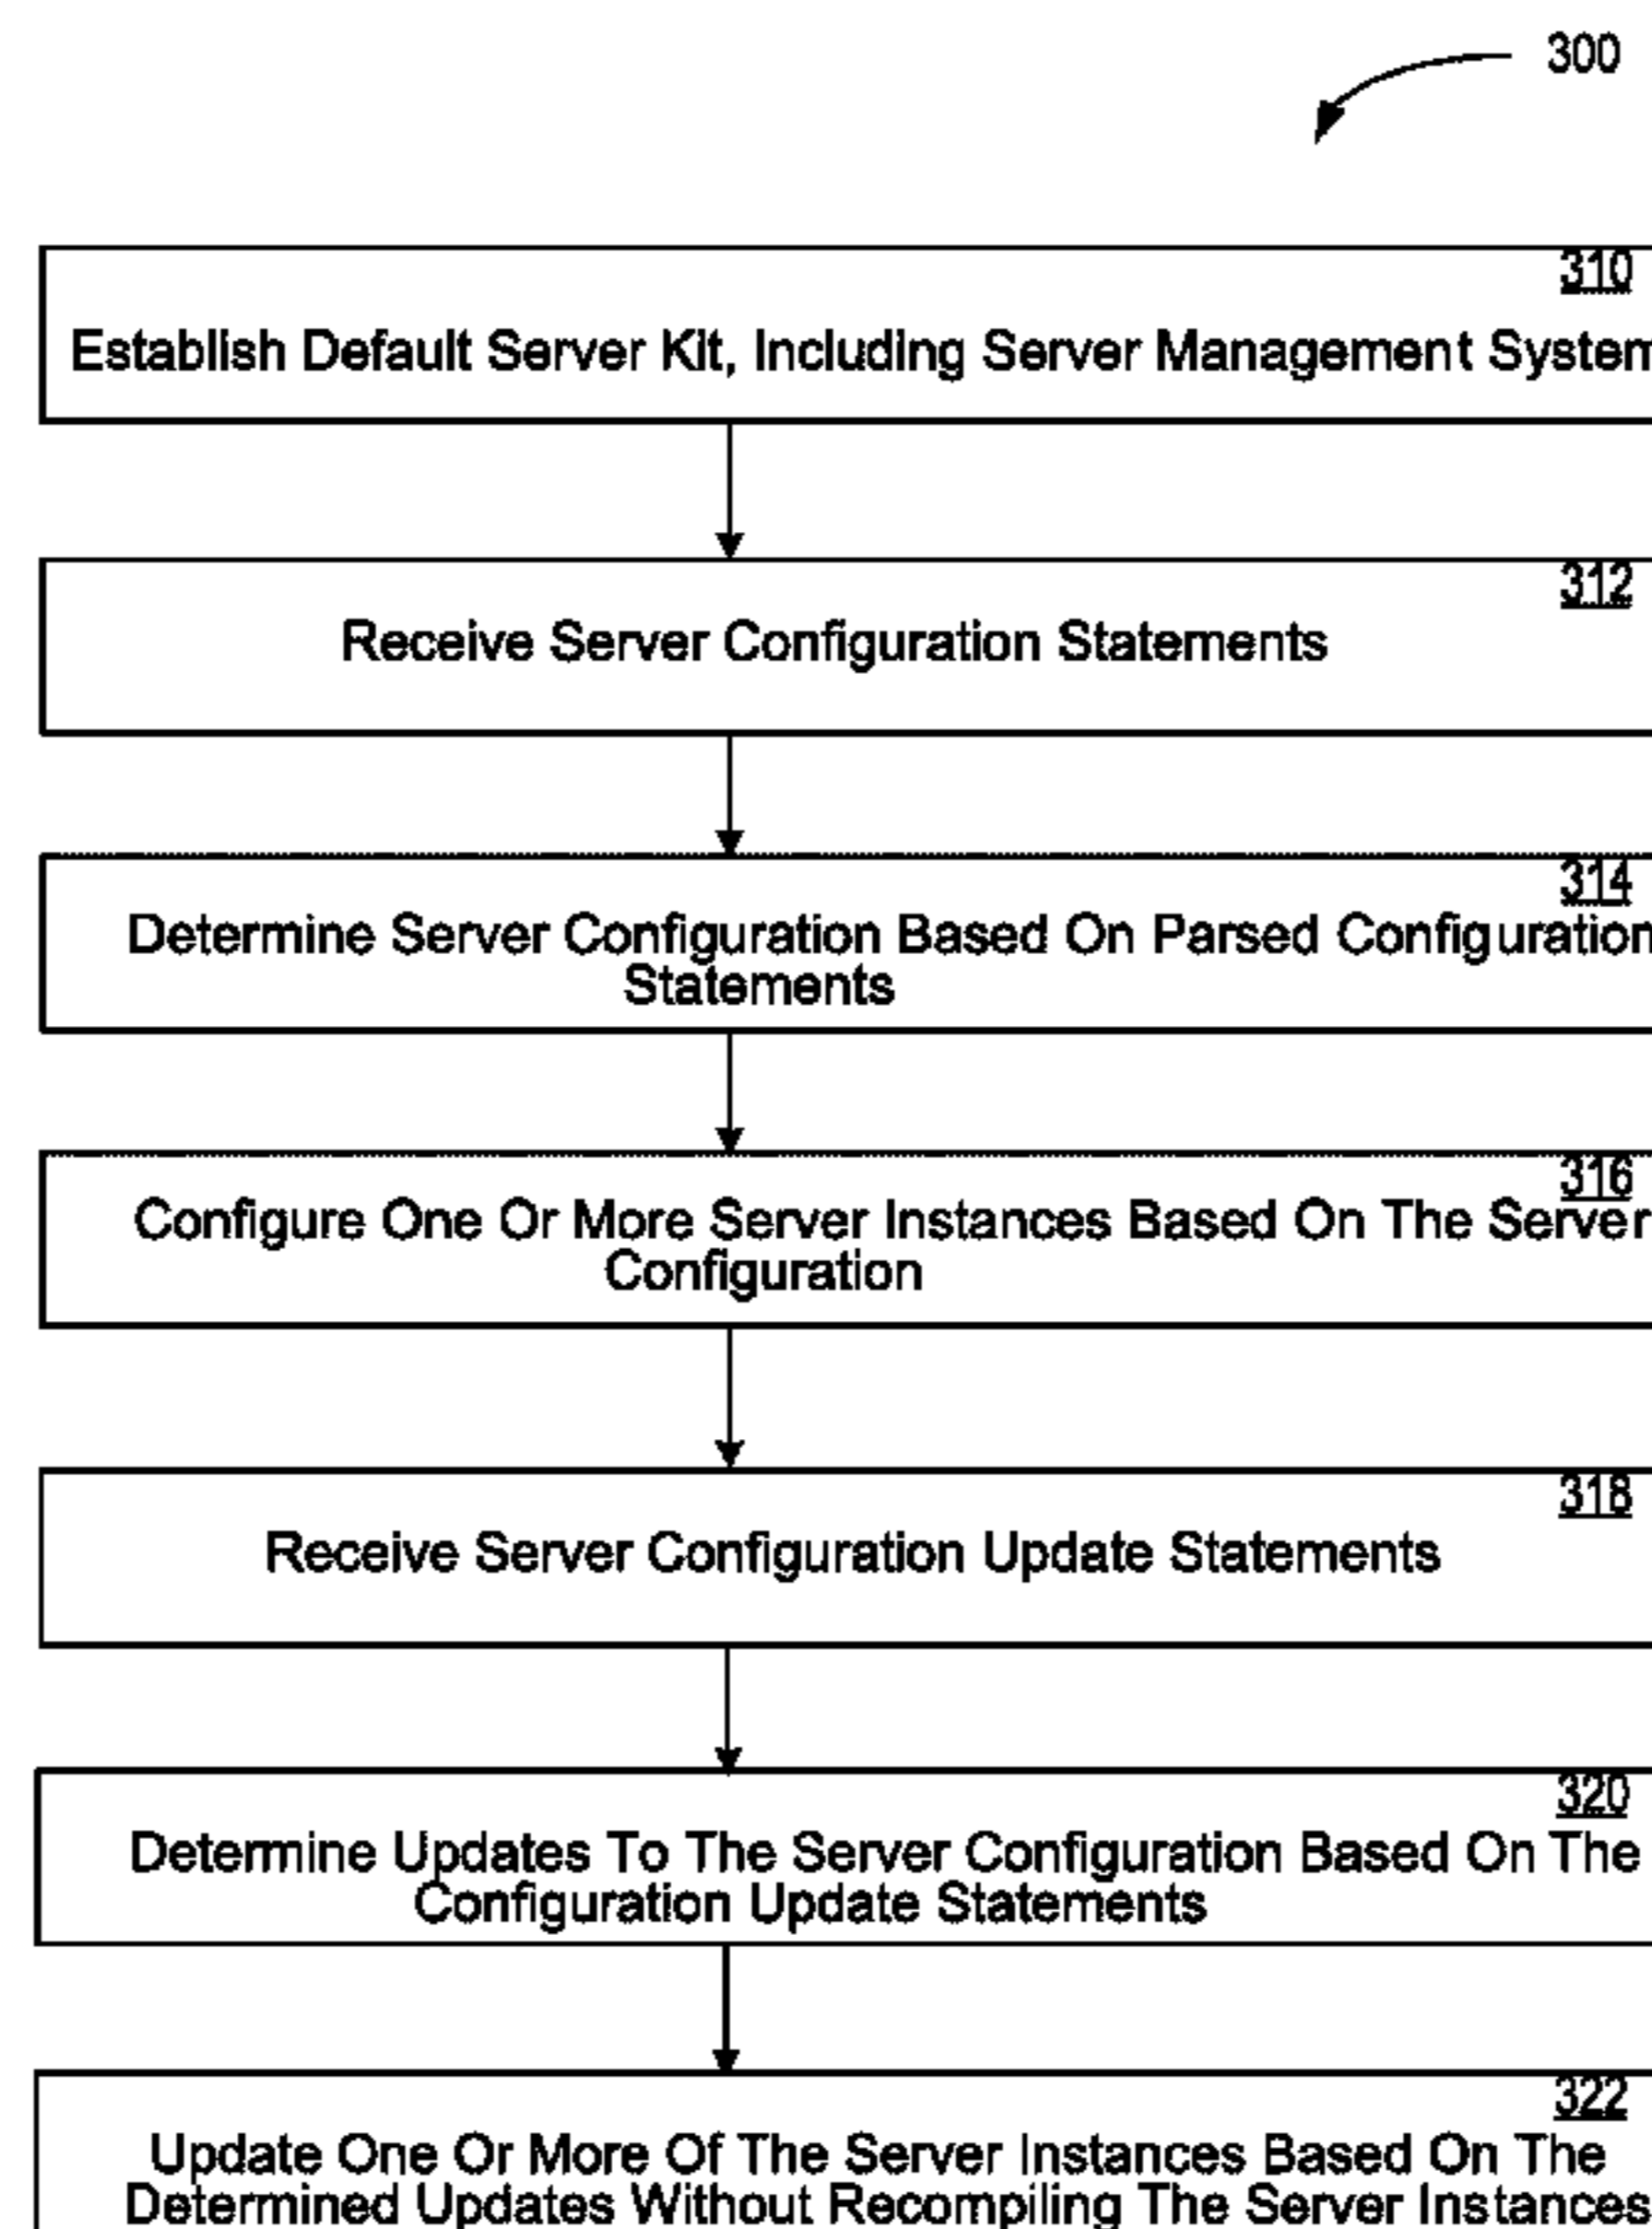 300
310
Establish Default Server Kit, Including Server Management System
312
Receive Server Configuration Statements
314
Determine Server Configuration Based On Parsed Configuration
Statements
316
Configure One Or More Server Instances Based On The Server
Configuration
318
Receive Server Configuration Update Statements
320
Determine Updates To The Server Configuration Based On The
Configuration Update Statements
322
Update One Or More Of The Server Instances Based On The
Determined Updates Without Recompiling The Server Instances